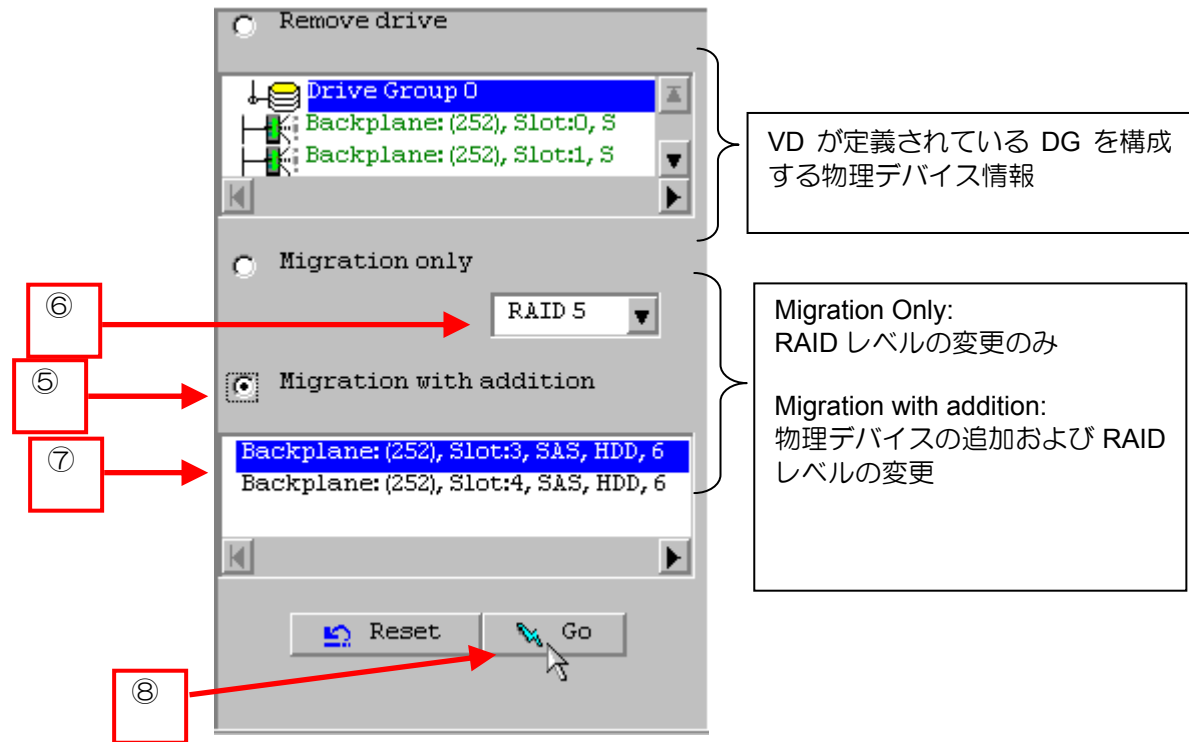 Remove drive
Drive Group 0
Backplane: (252), Slot:0, S
Backplane: (252), Slot:1, S
VD が定義されている DG を構成
する物理デバイス情報
Migration only
⑥
RAID 5
⑤
Migration with addition
Migration Only:
RAID レベルの変更のみ
Migration with addition:
物理デバイスの追加および RAID
レベルの変更
⑦
Backplane: (252), Slot:3, SAS, HDD, 6
Backplane: (252), Slot:4, SAS, HDD, 6
Reset
Go
⑧